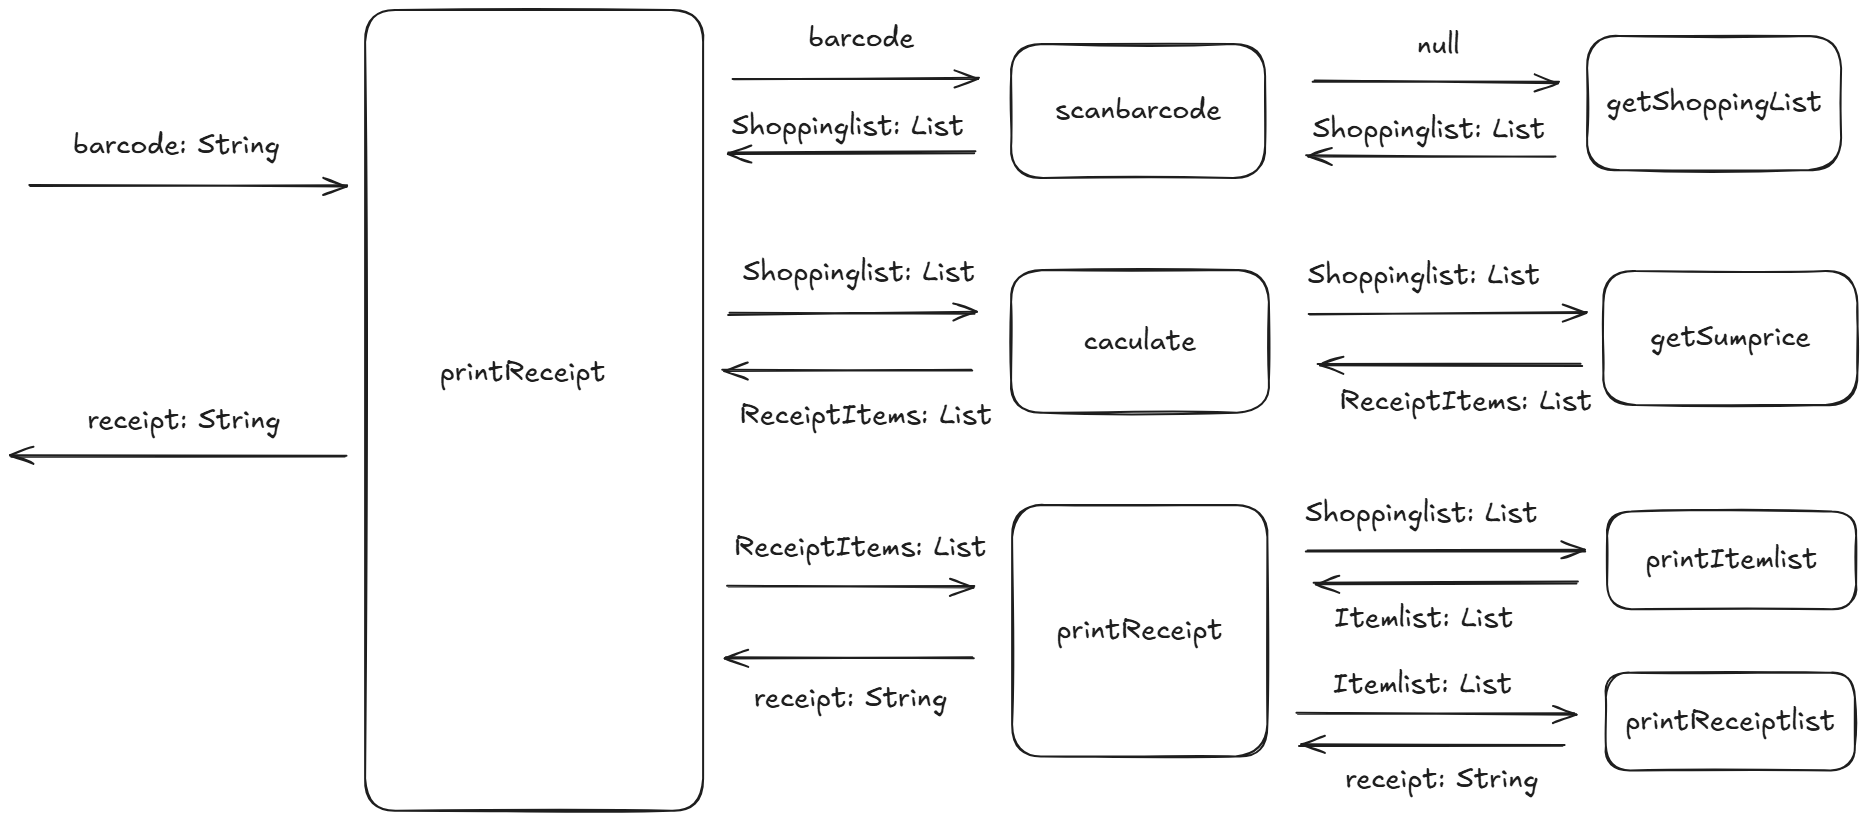 barcode: String
receipt: String
printReceipt
barcode
Shoppinglist: List
scanbarcode
null
Shoppinglist: List
getShoppingList
Shoppinglist: List
ReceiptItems: List
caculate
Shoppinglist: List
ReceiptItems: List
getSumprice
ReceiptItems: List
receipt: String
printReceipt
Shoppinglist: List
Itemlist: List
printItemlist
Itemlist: List
receipt: String
printReceiptlist